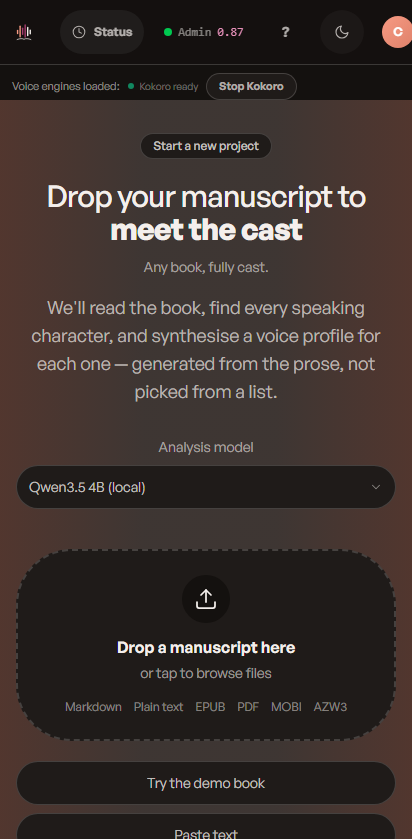 Status
Admin 0.87
?
C
Voice engines loaded:
Kokoro ready
Stop Kokoro
Start a new project
Drop your manuscript to
meet the cast
Any book, fully cast.
We'll read the book, find every speaking
character, and synthesise a voice profile for
each one — generated from the prose, not
picked from a list.
Analysis model
Qwen3.5 4B (local)
Drop a manuscript here
or tap to browse files
Markdown Plain text EPUB PDF MOBI AZW3
Try the demo book
Paste text